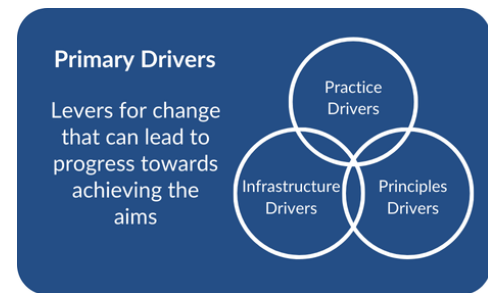 Primary Drivers
Levers for change
that can lead to
progress towards
achieving the
aims
Practice
Drivers
Infrastructure
Drivers
Principles
Drivers